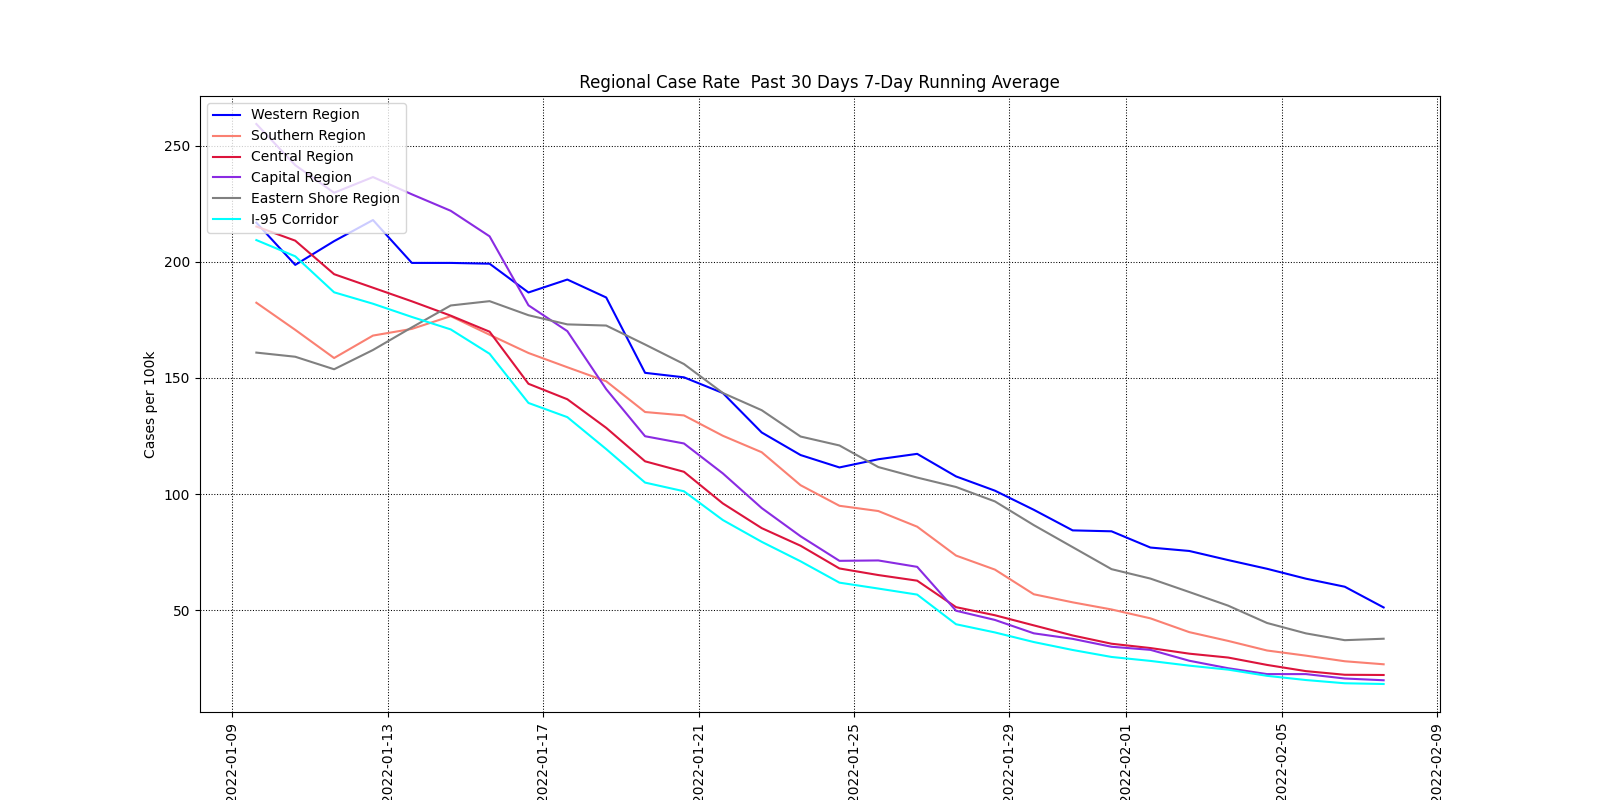 Regional Case Rate  Past 30 Days 7-Day Running Average
Western Region
Southern Region
Central Region
Capital Region
Eastern Shore Region
I-95 Corridor
Cases per 100k
250
200
150
100
50
2022-01-09
2022-01-13
2022-01-17
2022-01-21
2022-01-25
2022-01-29
2022-02-01
2022-02-05
2022-02-09